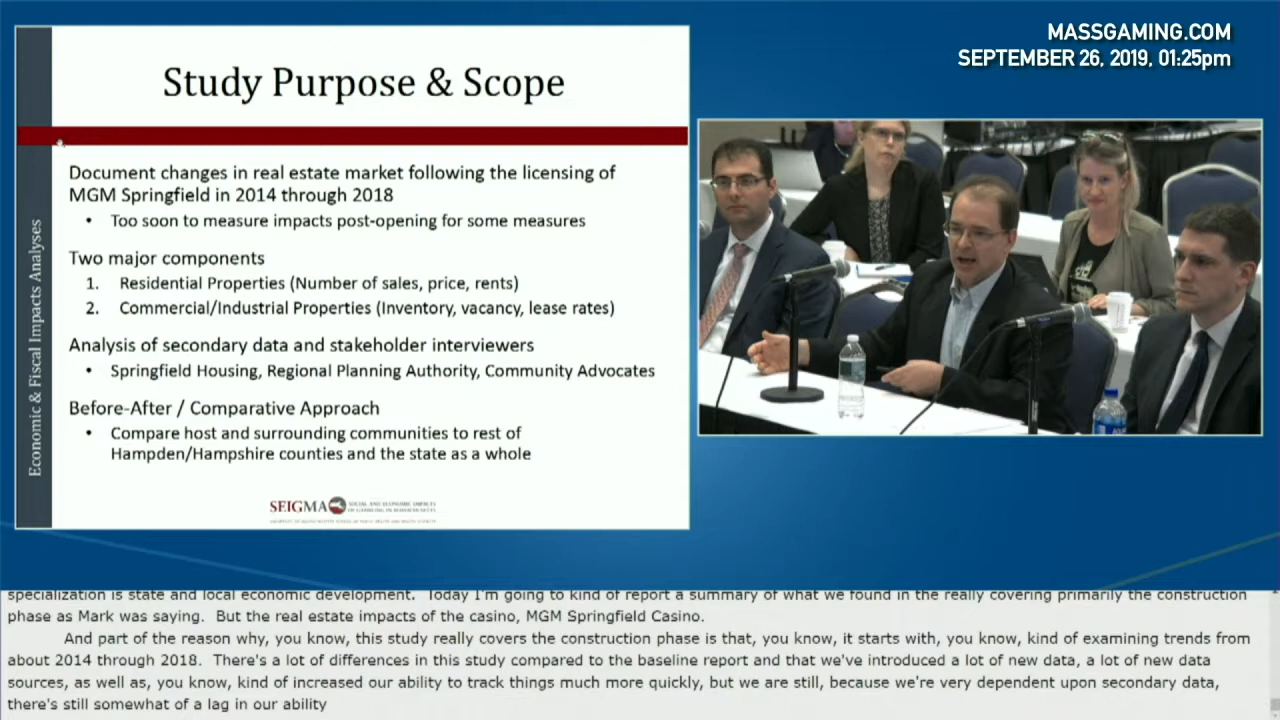 MASSGAMING.COM
SEPTEMBER 26, 2019, 01:25pm
Study Purpose & Scope
Document changes in real estate market following the licensing of
MGM Springfield in 2014 through 2018
• Too soon to measure impacts post-opening for some measures
Two major components
1. Residential Properties (Number of sales, price, rents)
2. Commercial/Industrial Properties (Inventory, vacancy, lease rates)
Analysis of secondary data and stakeholder interviewers
• Springfield Housing, Regional Planning Authority, Community Advocates
Before-After / Comparative Approach
• Compare host and surrounding communities to rest of
Hampden/Hampshire counties and the state as a whole
Economic & Fiscal Impacts Analyses
SEIGMA
SOCIAL AND ECONOMIC IMPACTS
OF GAMBLING IN MASSACHUSETTS
specialization is state and local economic development. Today I'm going to kind of report a summary of what we found in the really covering primarily the construction
phase as Mark was saying. But the real estate impacts of the casino, MGM Springfield Casino.
And part of the reason why, you know, this study really covers the construction phase is that, you know, it starts with, you know, kind of examining trends from
about 2014 through 2018. There's a lot of differences in this study compared to the baseline report and that we've introduced a lot of new data, a lot of new data
sources, as well as, you know, kind of increased our ability to track things much more quickly, but we are still, because we're very dependent upon secondary data,
there's still somewhat of a lag in our ability